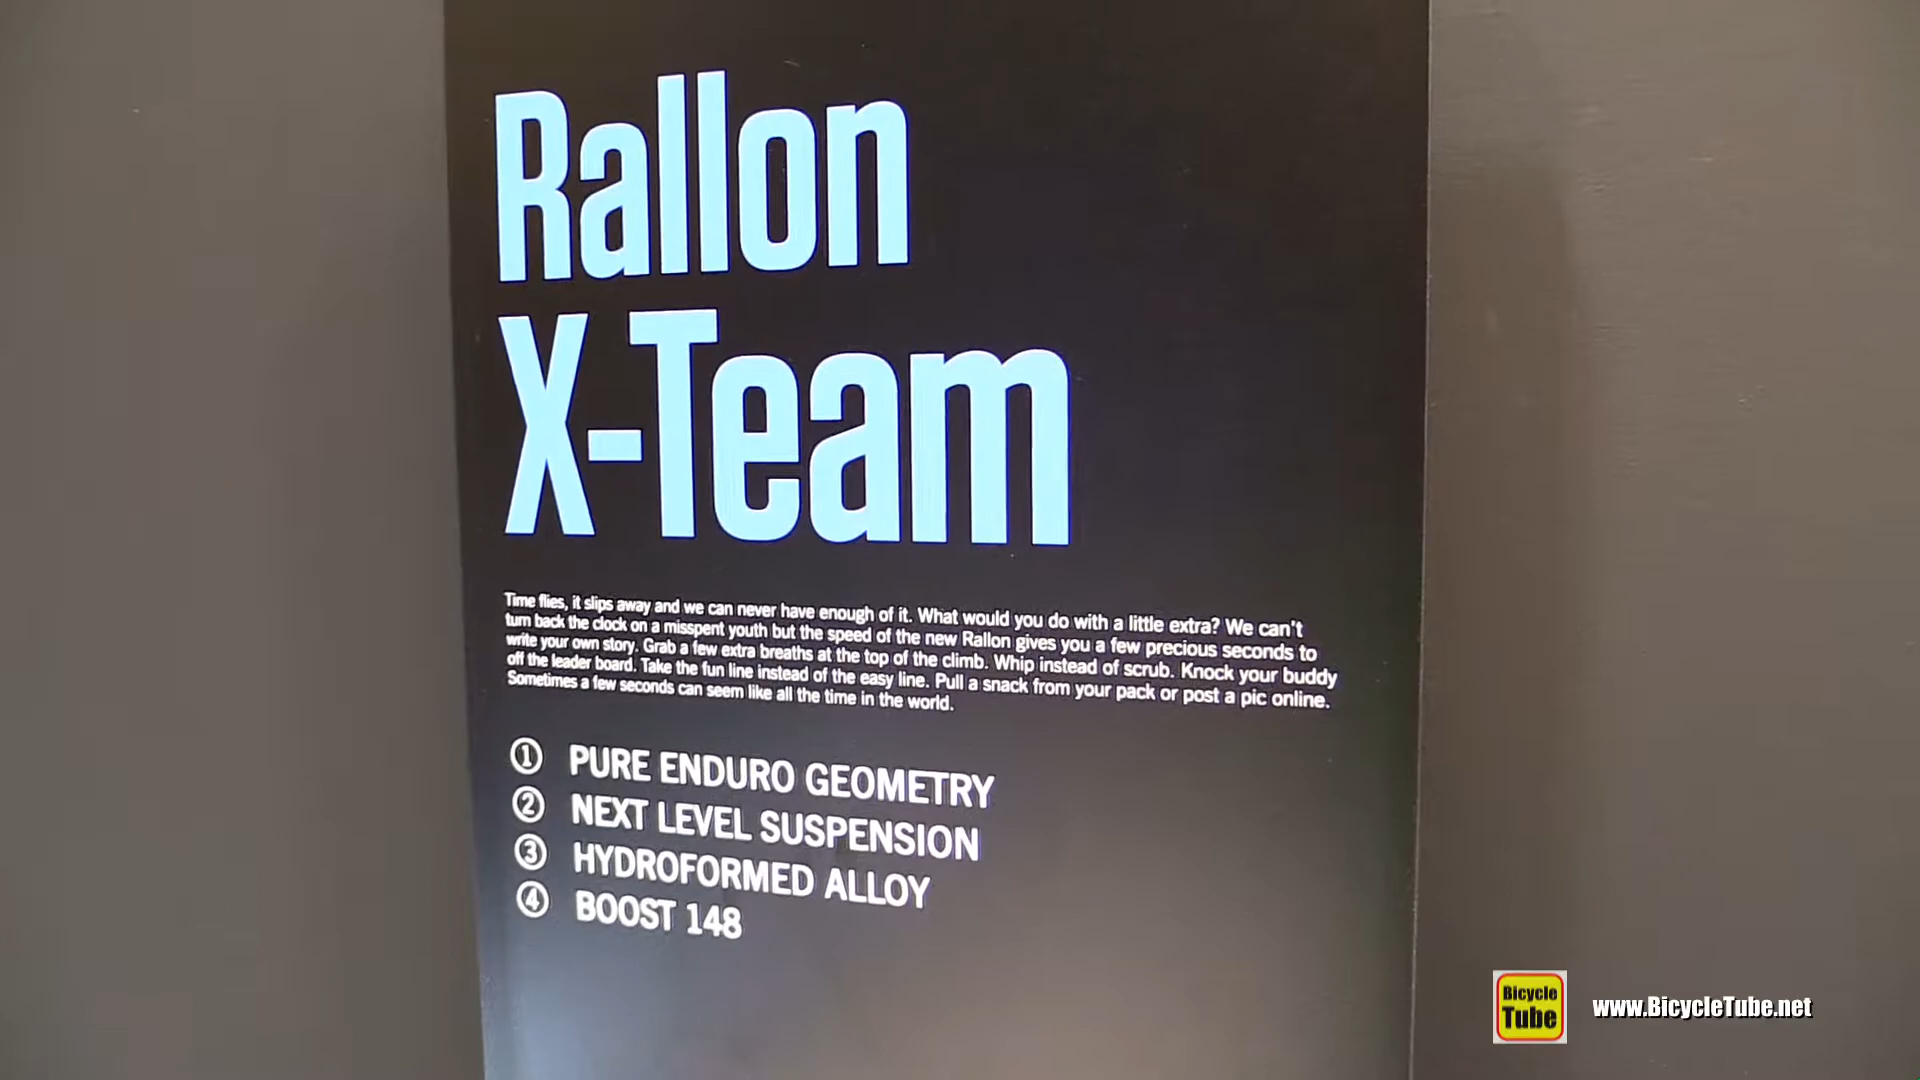 Rallon
X-Team
Time flies, it slips away and we can never have enough of it. What would you do with a little extra? We can't
turn back the clock on a misspent youth but the speed of the new Rallon gives you a few precious seconds to
write your own story. Grab a few extra breaths at the top of the climb. Whip instead of scrub. Knock your buddy
off the leader board. Take the fun line instead of the easy line. Pull a snack from your pack or post a pic online.
Sometimes a few seconds can seem like all the time in the world.
① PURE ENDURO GEOMETRY
② NEXT LEVEL SUSPENSION
③ HYDROFORMED ALLOY
④ BOOST 148
Bicycle
Tube
www.BicycleTube.net